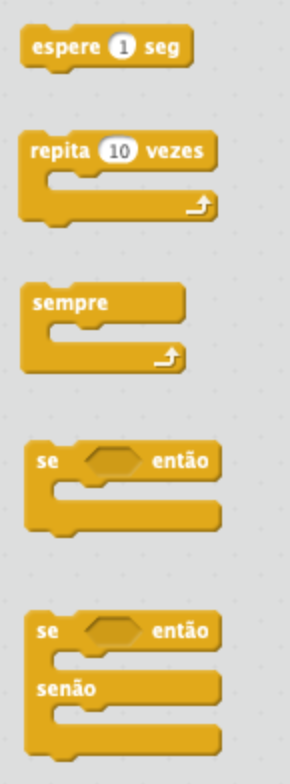 espere 1 seg
repita 10 vezes
sempre
se então
se então
senão